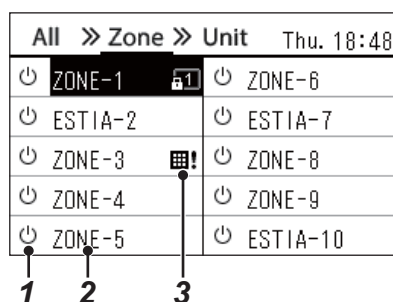 All » Zone » Unit Thu. 18:48
ZONE-1 1 ZONE-6
ESTIA-2 ESTIA-7
ZONE-3 ! ZONE-8
ZONE-4 ZONE-9
ZONE-5 ESTIA-10
1 2 3